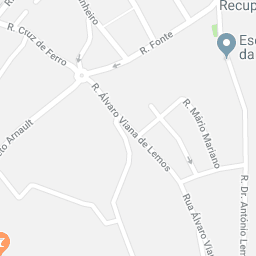 Recup
nheiro
R. Cruz de Ferro
R. Fonte
Esc
da
R. Álvaro Viana de Lemos
R. Mário Mariano
to Arnault
Rua Álvaro Via
R. Dr. António Lem